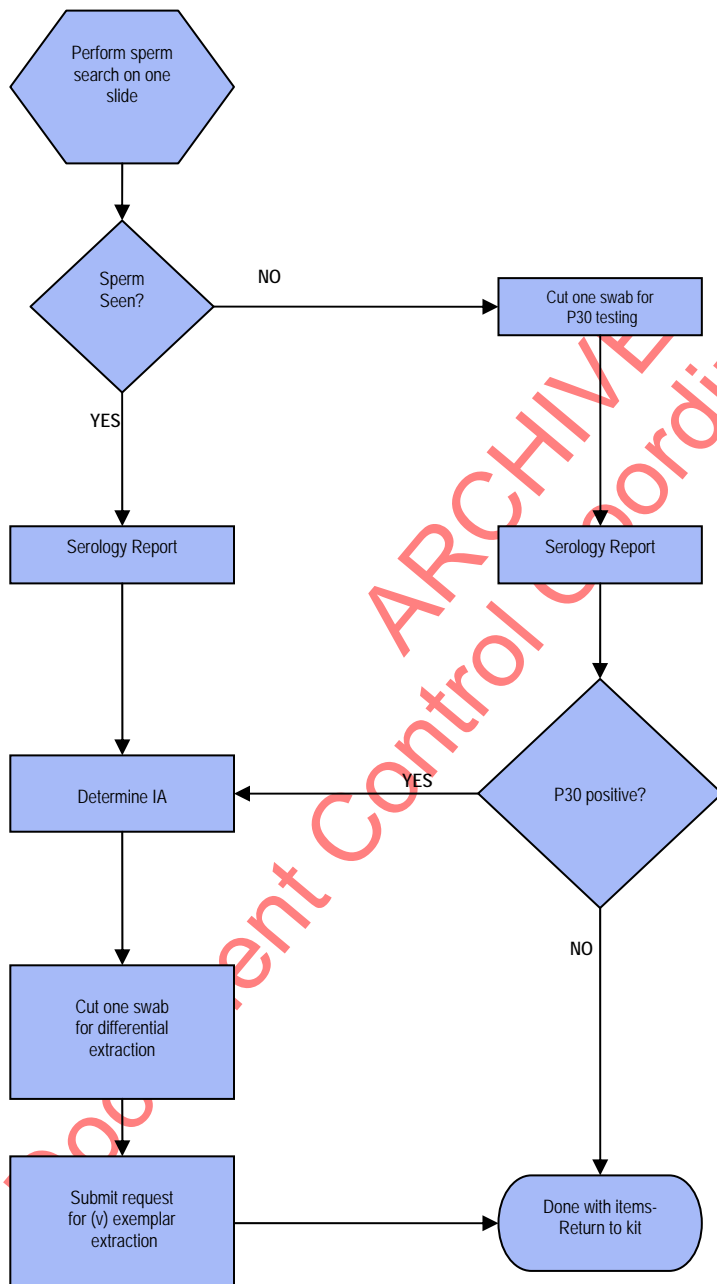 Perform sperm
search on one
slide
Sperm
Seen?
NO
Cut one swab for
P30 testing
YES
Serology Report
Serology Report
Determine IA
YES
P30 positive?
NO
Cut one swab
for differential
extraction
Submit request
for (v) exemplar
extraction
Done with items-
Return to kit
ARCHIVE
Control